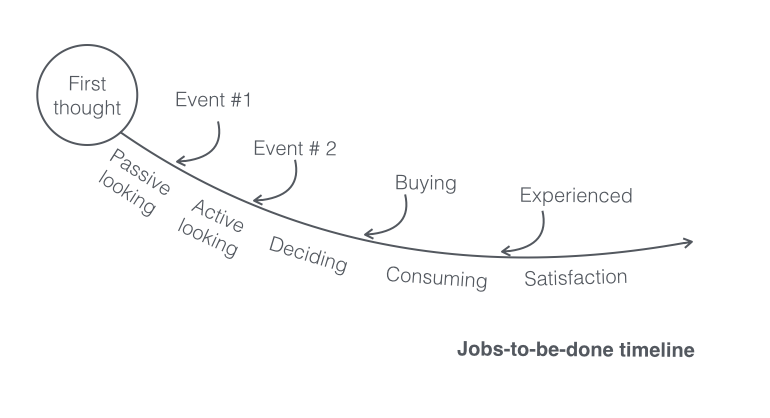 First
thought
Event #1
Event # 2
Buying
Experienced
Passive
looking
Active
looking
Deciding
Consuming
Satisfaction
Jobs-to-be-done timeline